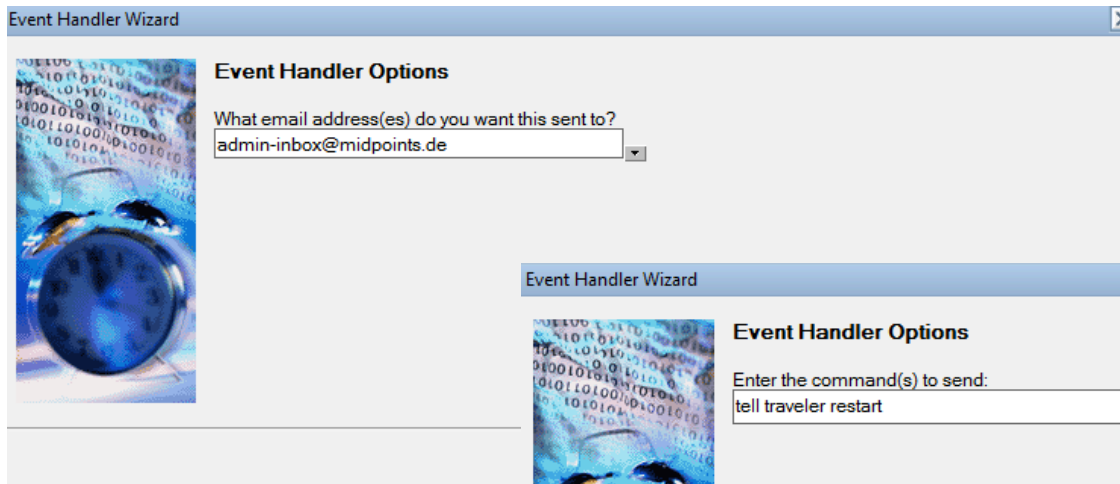 Event Handler Wizard
Event Handler Options
What email address(es) do you want this sent to?
admin-inbox@midpoints.de
Event Handler Wizard
Event Handler Options
Enter the command(s) to send:
tell traveler restart